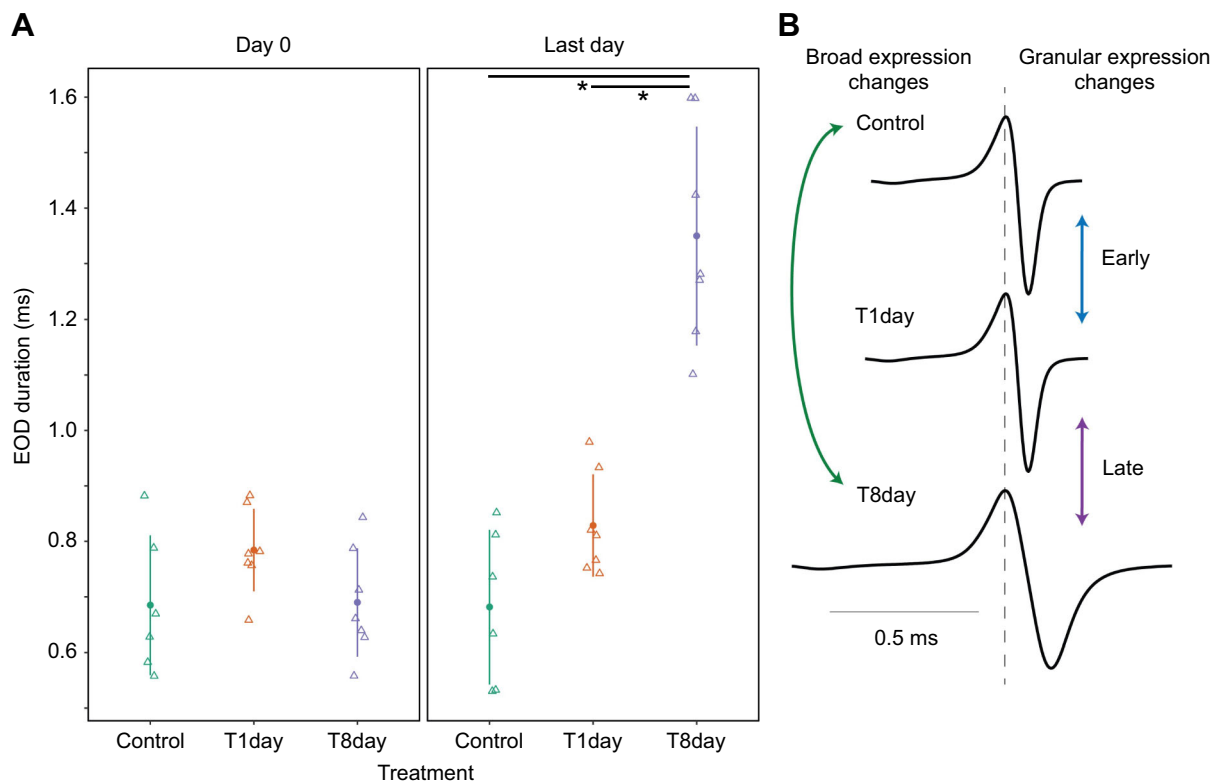 A
B
Day 0
Last day
Broad expression
changes
Granular expression
changes
*
*
1.6
1.4
1.2
1.0
0.8
0.6
EOD duration (ms)
Control
T1day
T8day
Control
T1day
T8day
Treatment
Control
Early
T1day
Late
T8day
0.5 ms